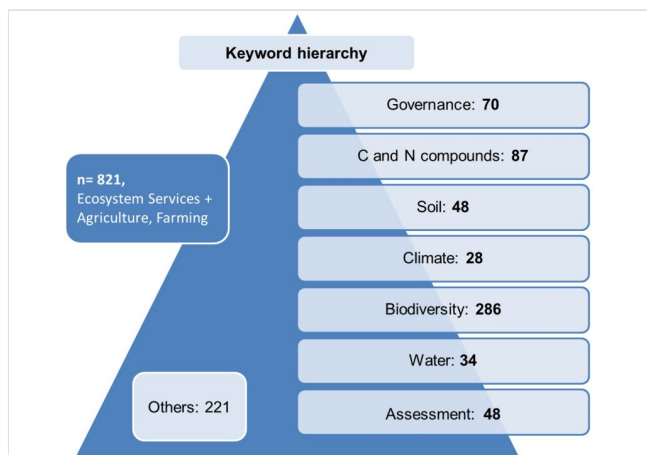 Keyword hierarchy
n= 821,
Ecosystem Services +
Agriculture, Farming
Governance: 70
C and N compounds: 87
Soil: 48
Climate: 28
Biodiversity: 286
Water: 34
Assessment: 48
Others: 221